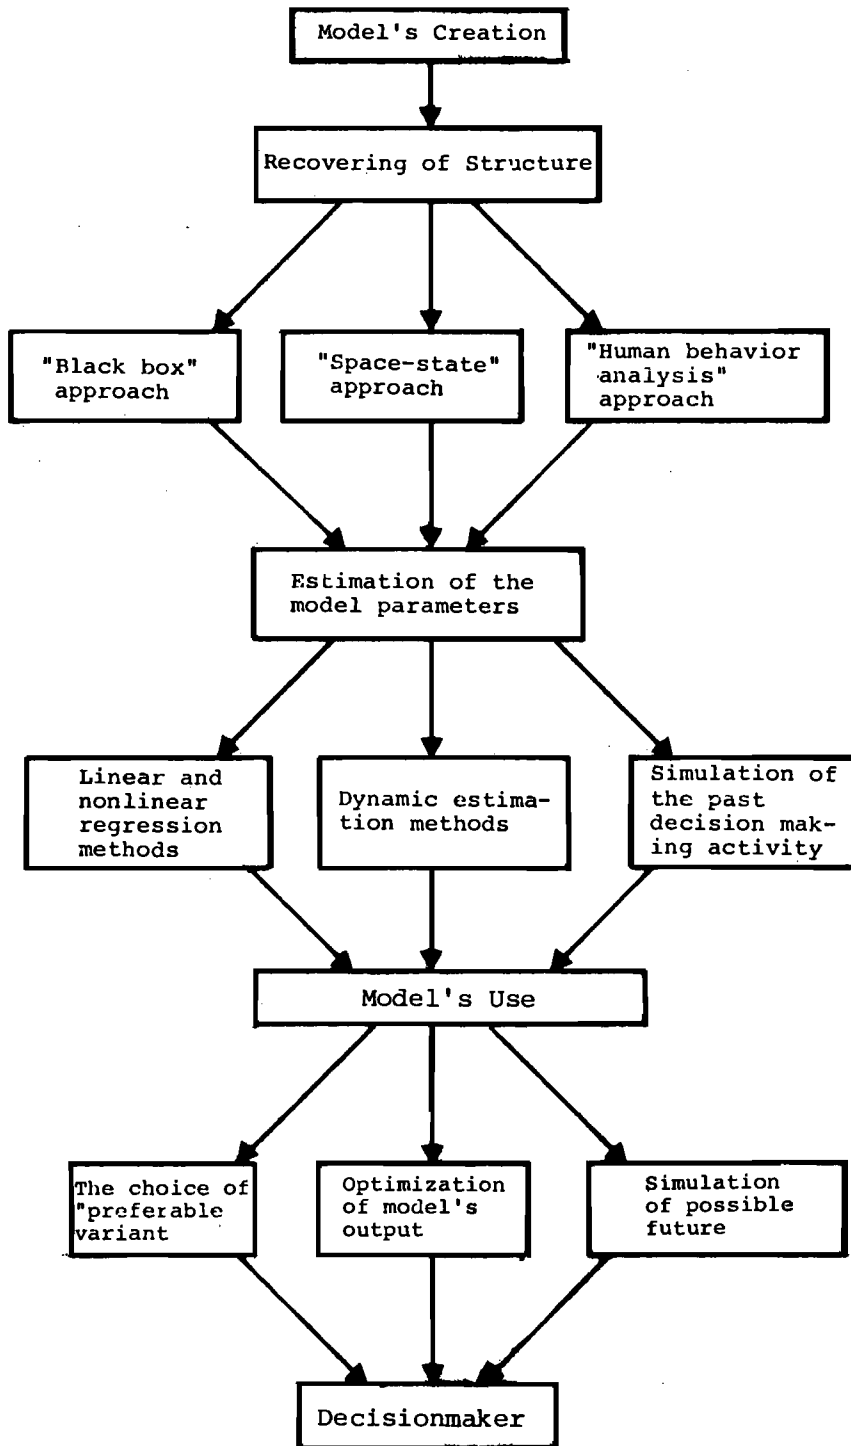 Model's Creation
Recovering of Structure
"Black box"
approach
"Space-state"
approach
"Human behavior
analysis"
approach
Estimation of the
model parameters
Linear and
nonlinear
regression
methods
Dynamic estima-
tion methods
Simulation of
the past
decision mak-
ing activity
Model's Use
The choice of
"preferable
variant
Optimization
of model's
output
Simulation
of possible
future
Decisionmaker